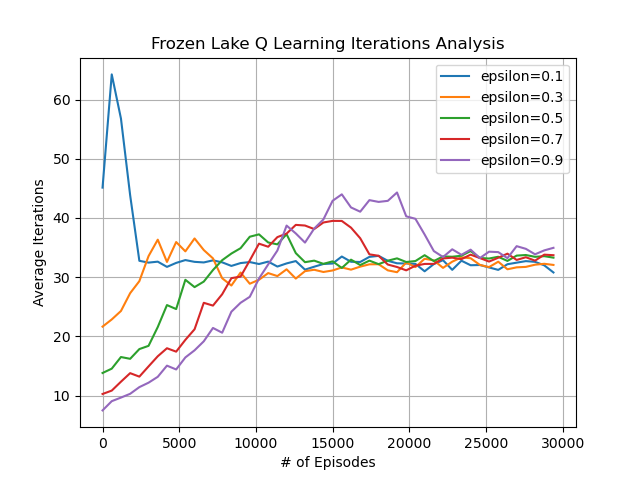 Frozen Lake Q Learning Iterations Analysis
epsilon=0.1
epsilon=0.3
epsilon=0.5
epsilon=0.7
epsilon=0.9
Average Iterations
60
50
40
30
20
10
0 5000 10000 15000 20000 25000 30000
# of Episodes